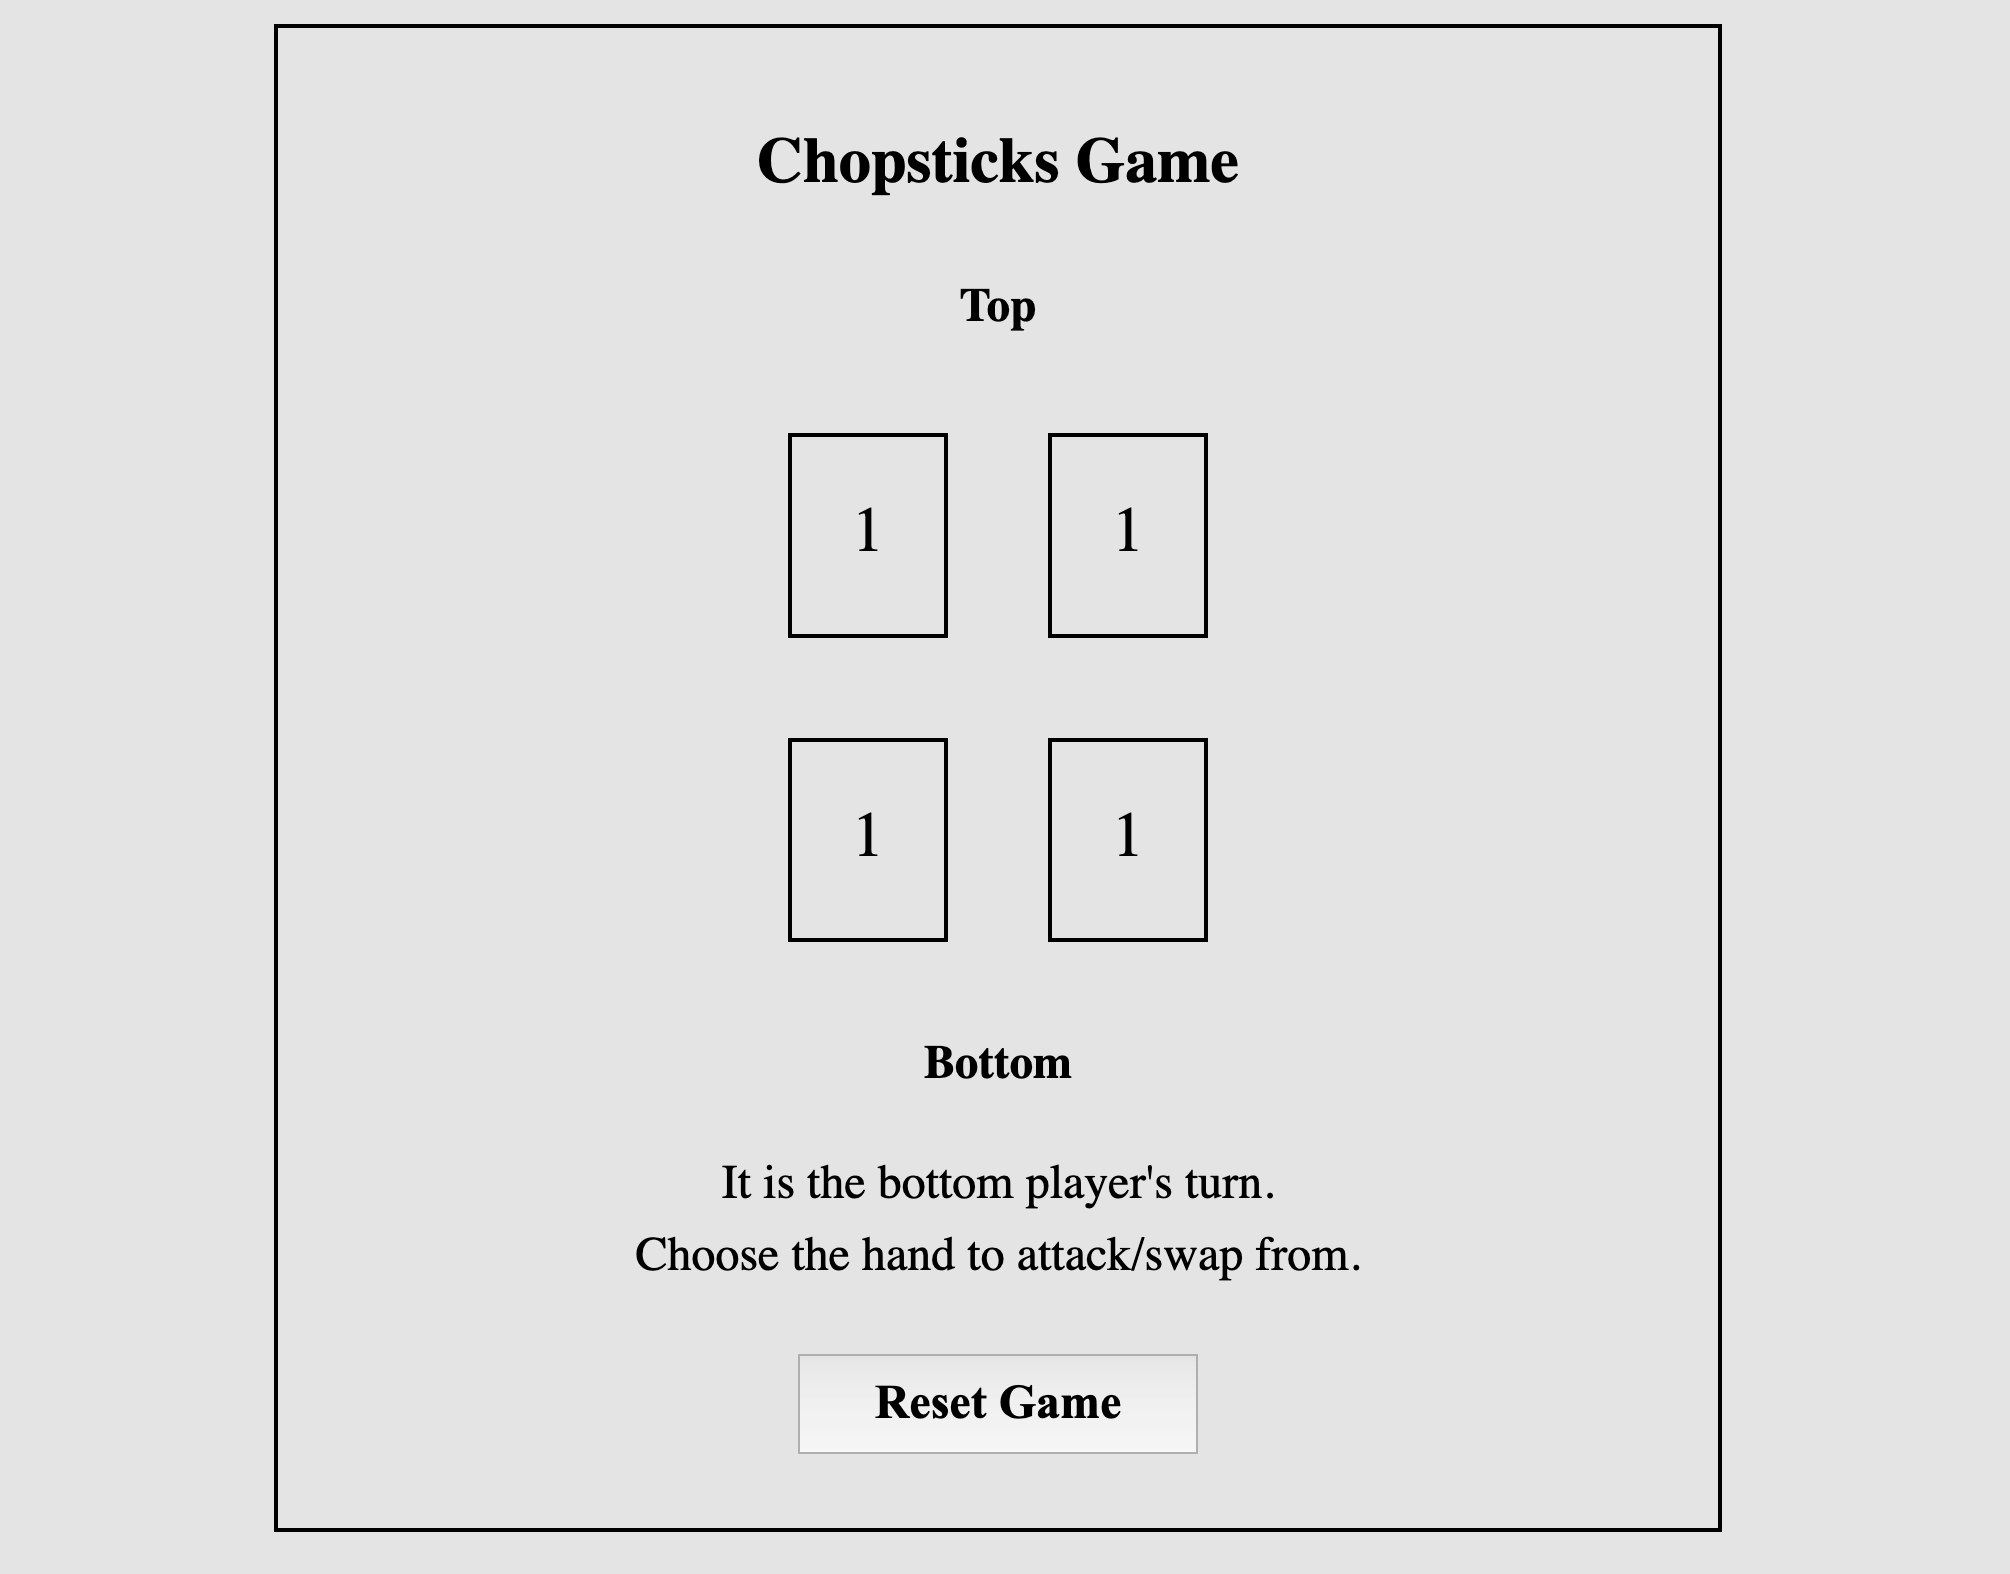 Chopsticks Game
Top
1 1
1 1
Bottom
It is the bottom player's turn.
Choose the hand to attack/swap from.
Reset Game